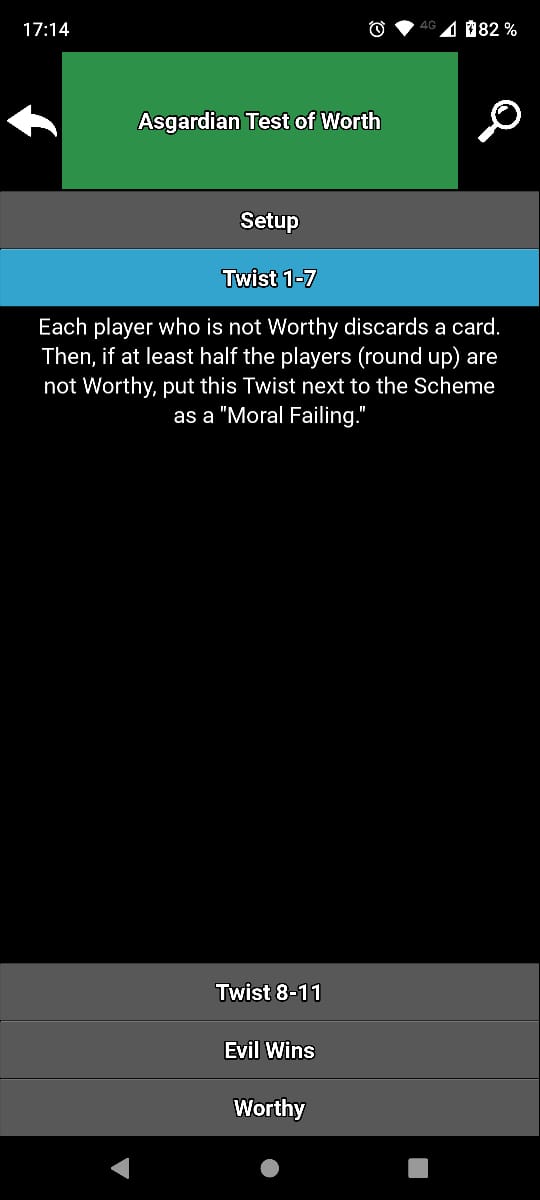 17:14
4G
82 %
Asgardian Test of Worth
Setup
Twist 1-7
Each player who is not Worthy discards a card.
Then, if at least half the players (round up) are
not Worthy, put this Twist next to the Scheme
as a "Moral Failing."
Twist 8-11
Evil Wins
Worthy